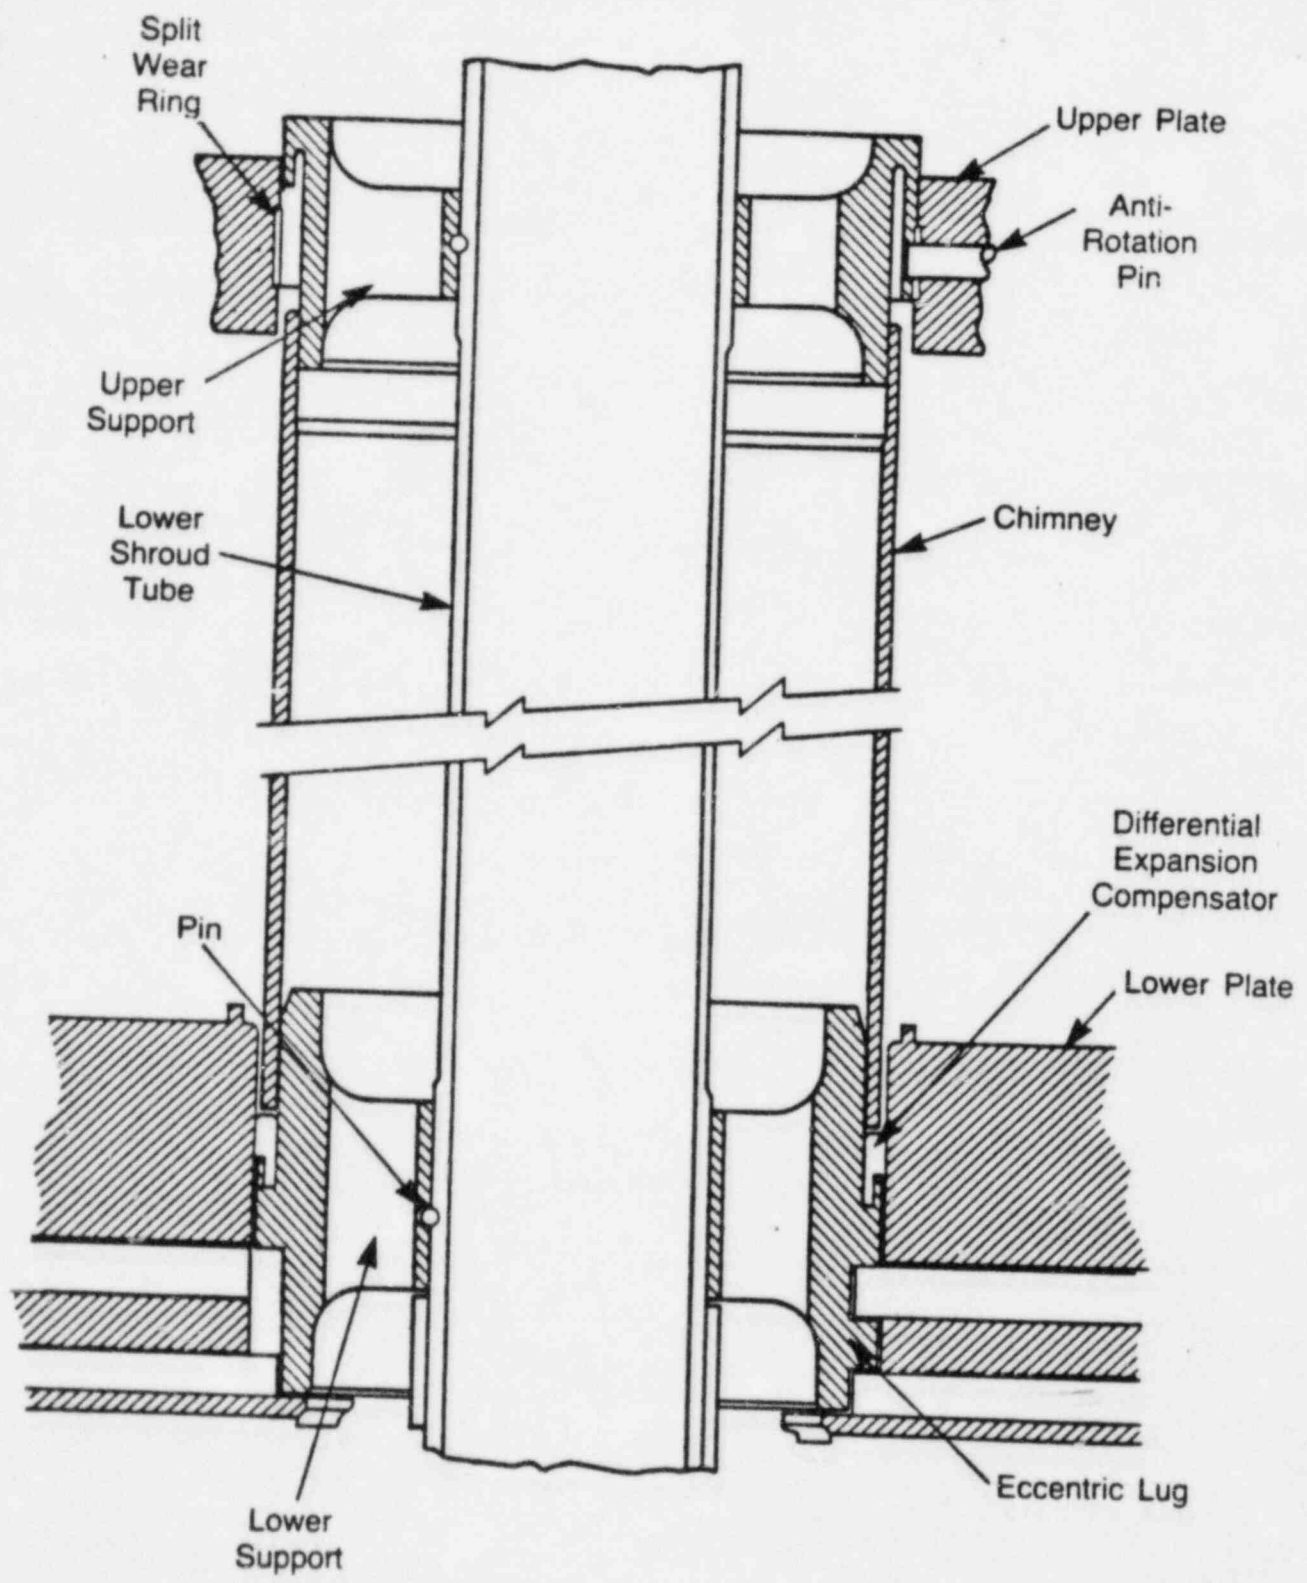 Split
Wear
Ring
Upper Plate
Anti-
Rotation
Pin
Upper
Support
Lower
Shroud
Tube
Chimney
Differential
Expansion
Compensator
Pin
Lower Plate
Eccentric Lug
Lower
Support